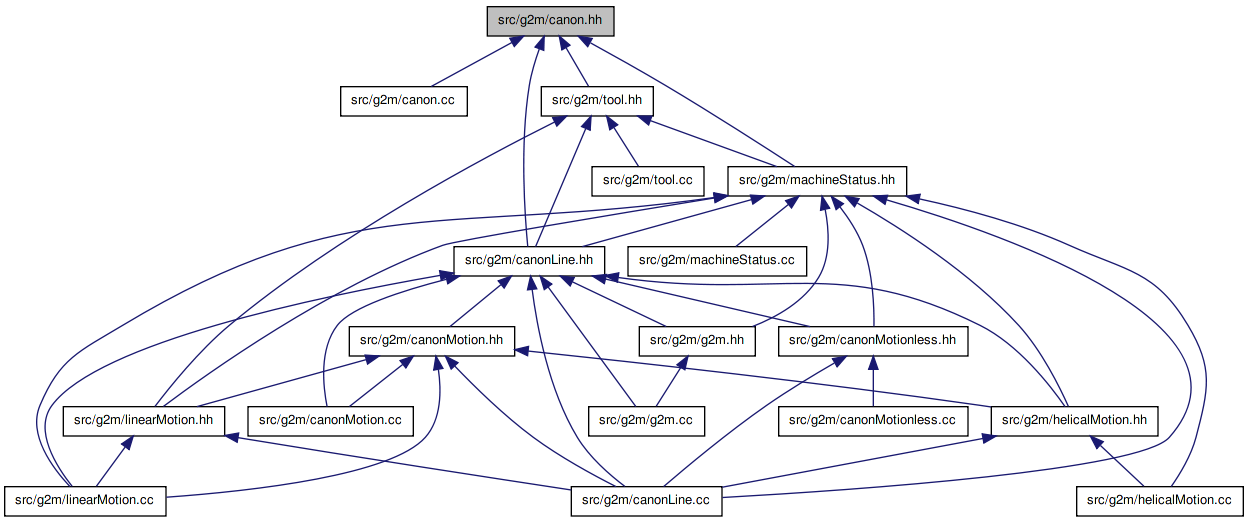 src/g2m/canon.hh
src/g2m/canon.cc
src/g2m/tool.hh
src/g2m/tool.cc
src/g2m/machineStatus.hh
src/g2m/canonLine.hh
src/g2m/machineStatus.cc
src/g2m/canonMotion.hh
src/g2m/g2m.hh
src/g2m/canonMotionless.hh
src/g2m/linearMotion.hh
src/g2m/canonMotion.cc
src/g2m/g2m.cc
src/g2m/canonMotionless.cc
src/g2m/helicalMotion.hh
src/g2m/linearMotion.cc
src/g2m/canonLine.cc
src/g2m/helicalMotion.cc